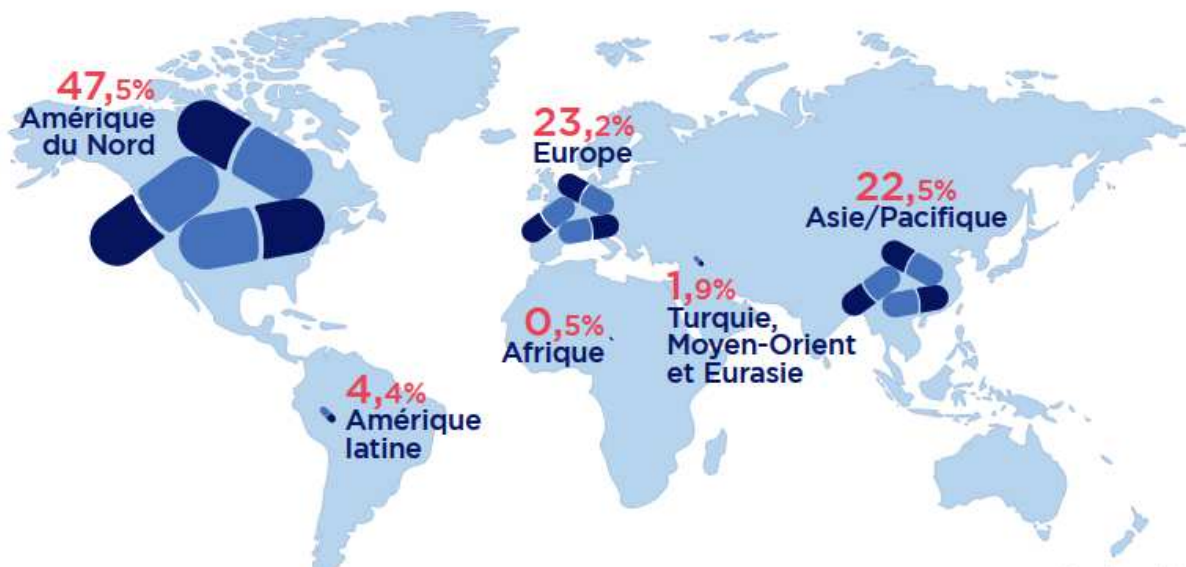 47,5%
Amérique
du Nord
23,2%
Europe
22,5%
Asie/Pacifique
1,9%
Turquie,
Moyen-Orient
et Eurasie
0,5%
Afrique
4,4%
Amérique
latine